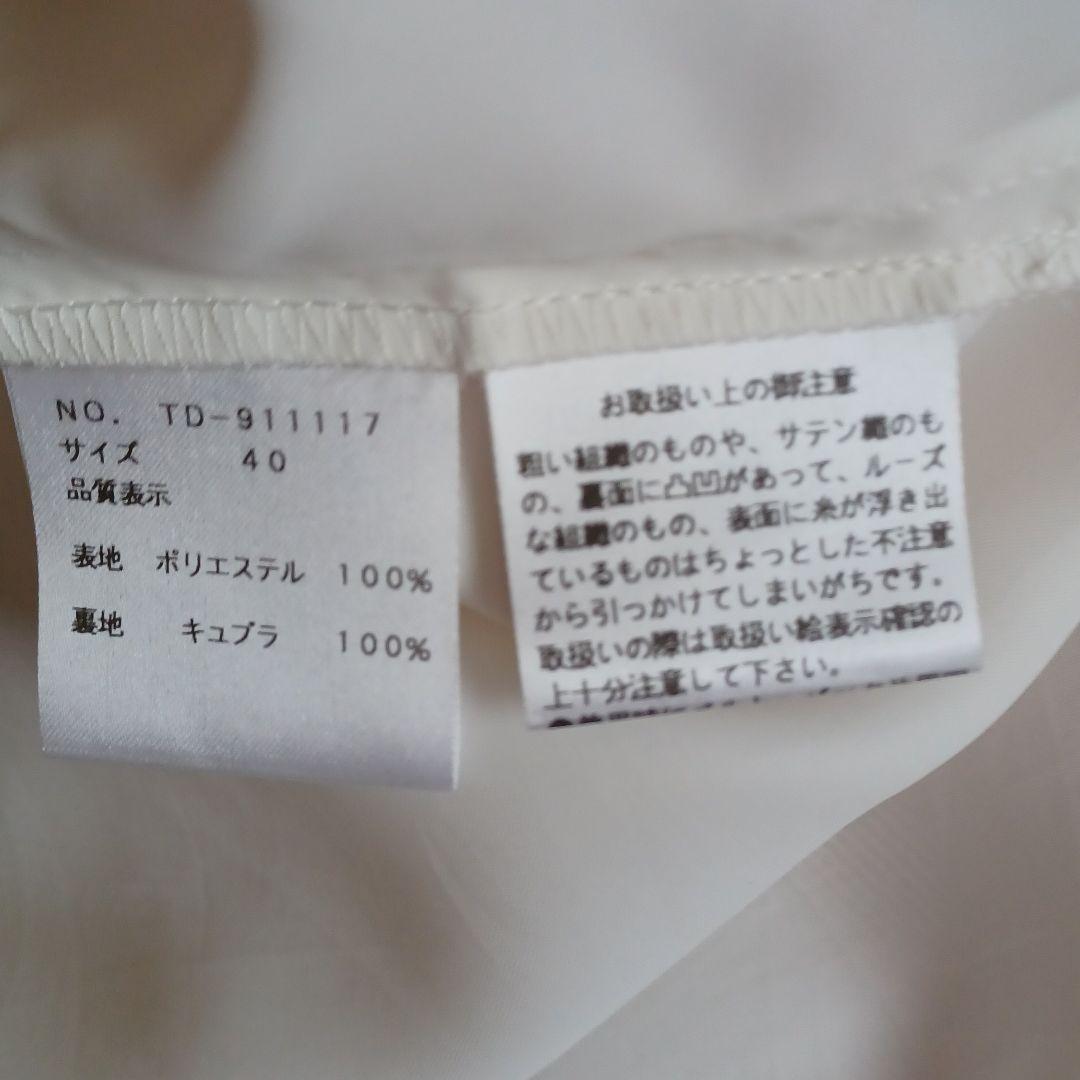 NO. TD-911117
サイズ 40
品質表示
表地 ポリエステル 100%
裏地 キュプラ 100%
お取扱い上の御注意
粗い組織のものや、サテン織のも
の、裏面に凸凹があって、ルーズ
な組織のもの、表面に糸が浮き出
ているものはちょっとした不注意
から引っかけてしまいがちです。
取扱いの際は取扱い絵表示確認の
上十分注意して下さい。